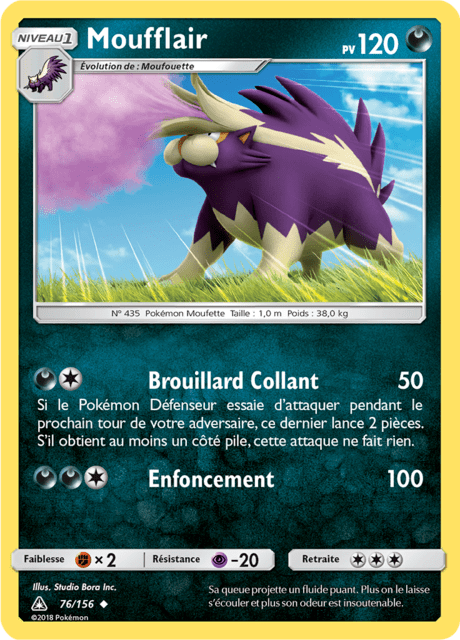 NIVEAU 1
Moufflair
PV 120
Évolution de : Moufouette
N° 435 Pokémon Moufette Taille : 1,0 m Poids : 38,0 kg
Brouillard Collant 50
Si le Pokémon Défenseur essaie d'attaquer pendant le
prochain tour de votre adversaire, ce dernier lance 2 pièces.
S'il obtient au moins un côté pile, cette attaque ne fait rien.
Enfoncement 100
Faiblesse × 2 Résistance -20 Retraite
Illus. Studio Bora Inc.
76/156
©2018 Pokémon
Sa queue projette un fluide puant. Plus on le laisse
s'écouler et plus son odeur est insoutenable.